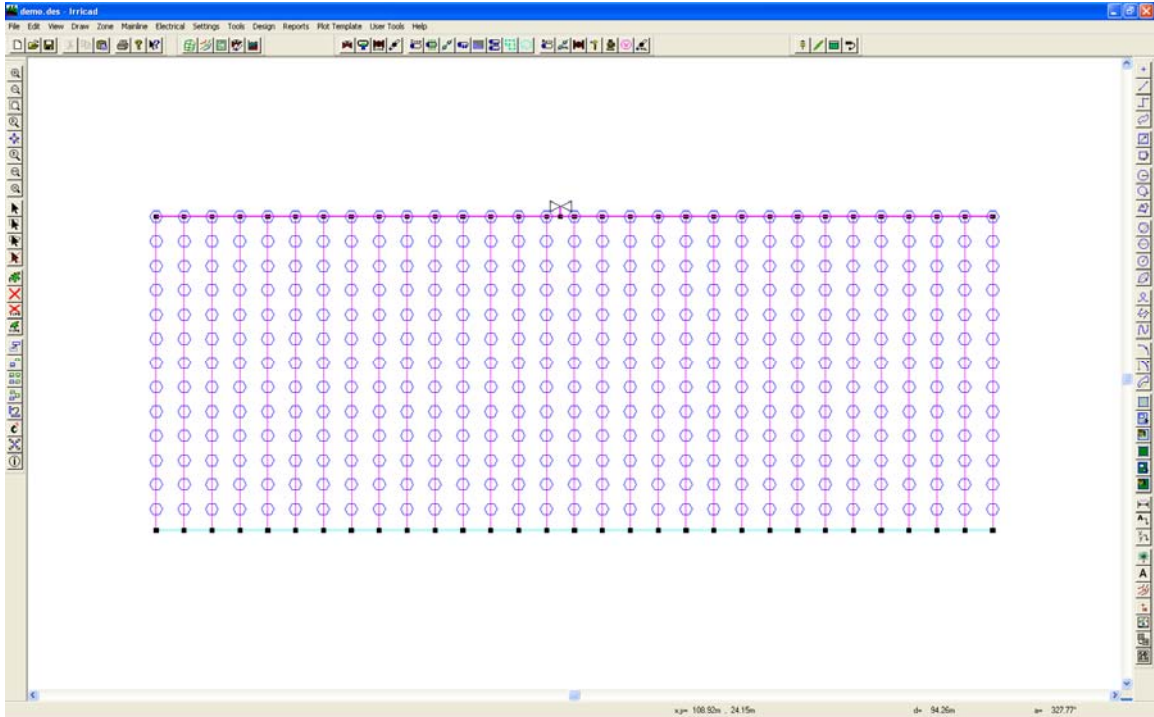 demo.des - Irricad
File Edit View Draw Zone Mainline Electrical Settings Tools Design Reports Plot Template User Tools Help
A
x,y= 108.92m , 24.15m d= 94.26m a= 327.77°